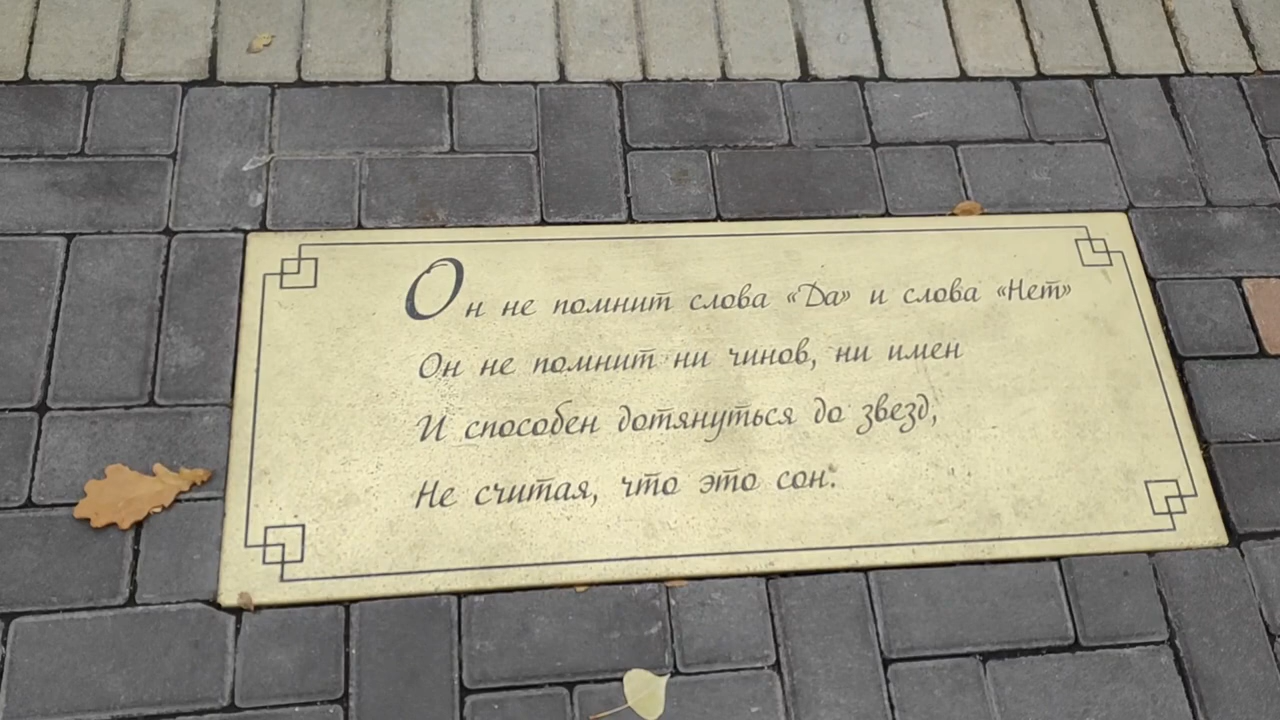 Он не помнит слова «Да» и слова «Нет»
Он не помнит ни чинов, ни имен
И способен дотянуться до звезд,
Не считая, что это сон.